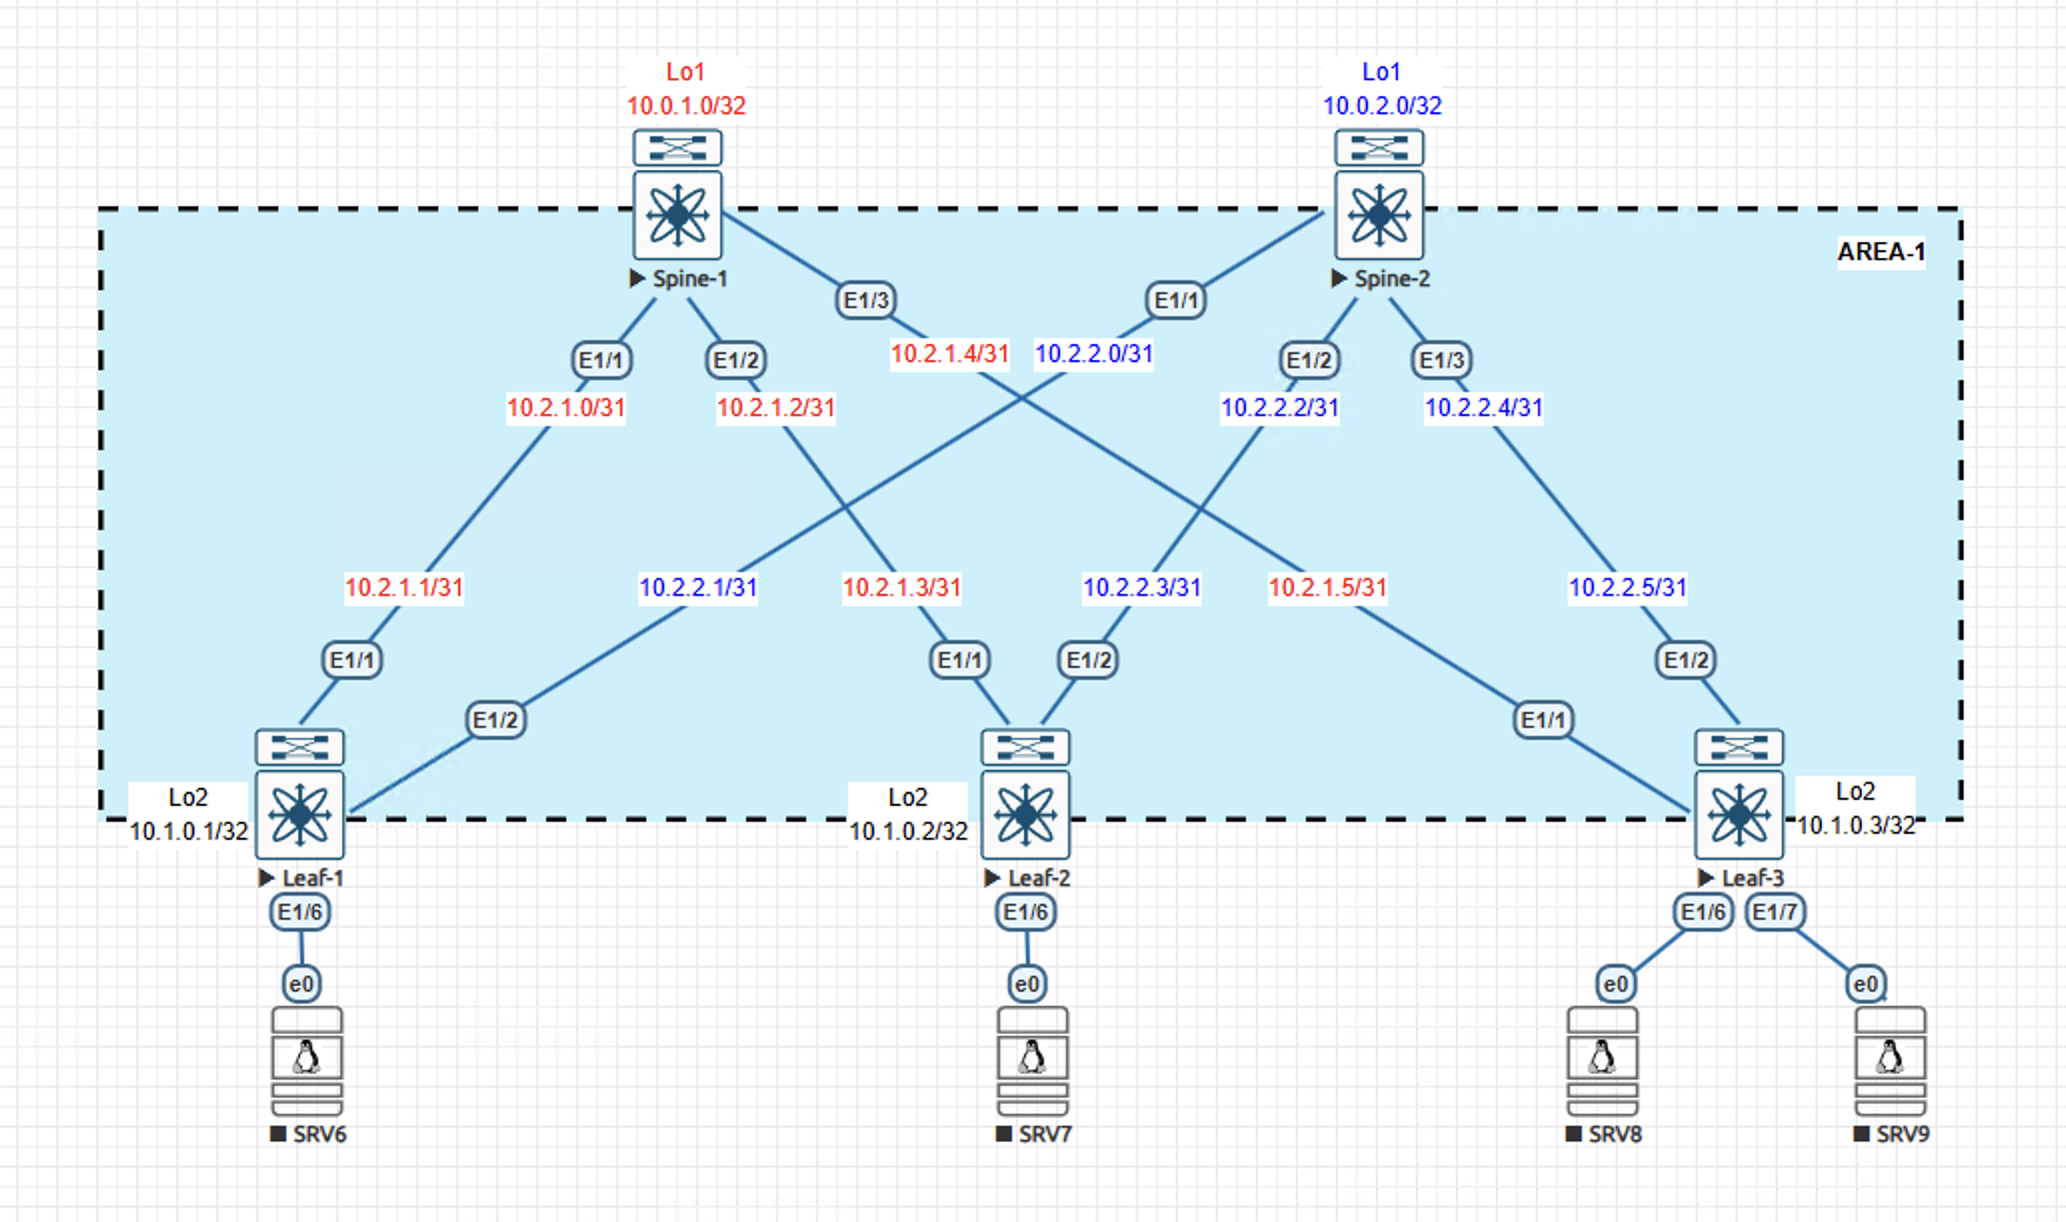 Lo1
10.0.1.0/32
Lo1
10.0.2.0/32
AREA-1
Spine-1
Spine-2
E1/3
E1/1
E1/1
E1/2
E1/2
E1/3
10.2.1.4/31
10.2.2.0/31
10.2.1.0/31
10.2.1.2/31
10.2.2.2/31
10.2.2.4/31
10.2.1.1/31
10.2.2.1/31
10.2.1.3/31
10.2.2.3/31
10.2.1.5/31
10.2.2.5/31
E1/1
E1/1
E1/2
E1/2
E1/2
E1/1
Lo2
10.1.0.1/32
Lo2
10.1.0.2/32
Lo2
10.1.0.3/32
Leaf-1
Leaf-2
Leaf-3
E1/6
E1/6
E1/6
E1/7
e0
e0
e0
e0
SRV6
SRV7
SRV8
SRV9